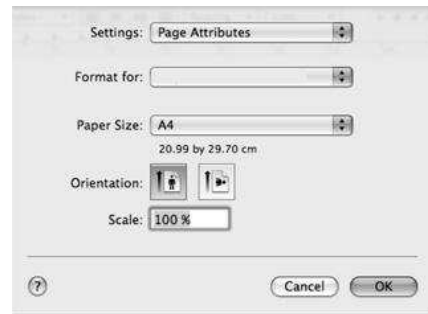 Settings: Page Attributes
Format for:
Paper Size: A4
20.99 by 29.70 cm
Orientation:
Scale: 100 %
? Cancel OK